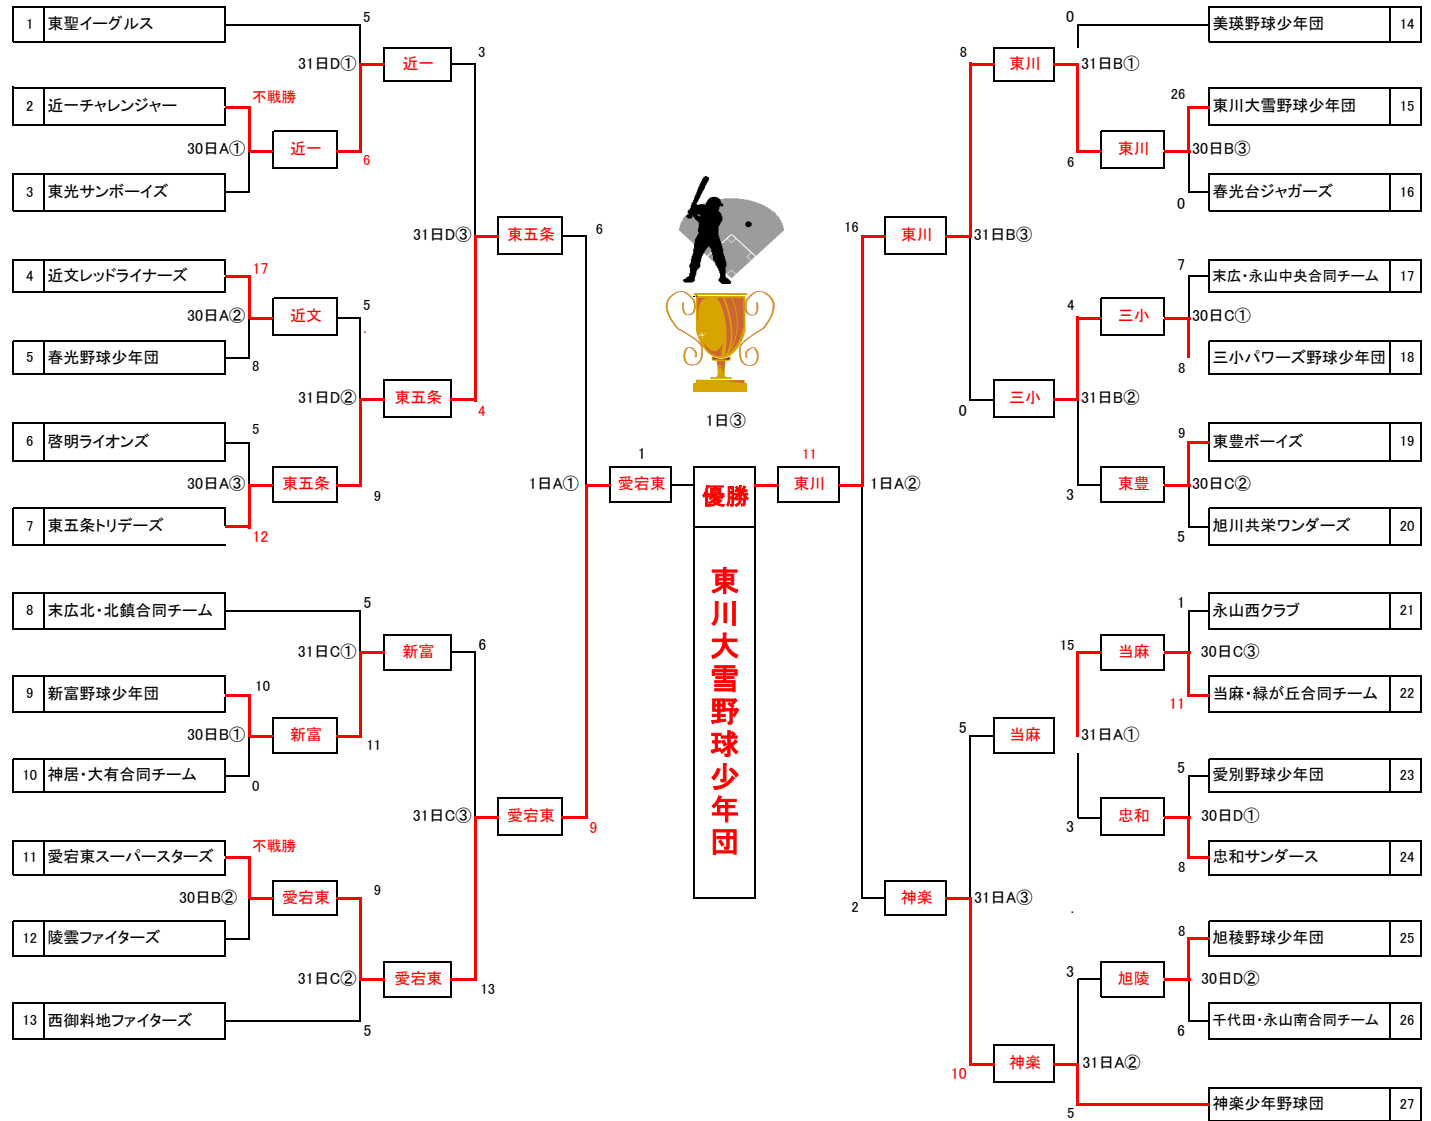 1 東聖イーグルス
5
31日D①
近一
3
2 近一チャレンジャー
不戦勝
30日A①
近一
6
3 東光サンボーイズ
31日D③
東五条
6
4 近文レッドライナーズ
17
30日A②
近文
5
.
5 春光野球少年団
8
31日D②
東五条
4
6 啓明ライオンズ
5
30日A③
東五条
9
7 東五条トリデーズ
12
1日A①
愛宕東
1
8 末広北・北鎮合同チーム
5
31日C①
新富
6
9 新富野球少年団
10
30日B①
新富
11
10 神居・大有合同チーム
0
31日C③
愛宕東
9
11 愛宕東スーパースターズ
不戦勝
30日B②
愛宕東
9
12 陵雲ファイターズ
31日C②
愛宕東
13
13 西御料地ファイターズ
5
1日③
優勝
東川大雪野球少年団
11
東川
1日A②
0
美瑛野球少年団 14
8
東川
31日B①
26
東川大雪野球少年団 15
6
東川
30日B③
0
春光台ジャガーズ 16
16
東川
31日B③
7
末広・永山中央合同チーム 17
4
三小
30日C①
8
三小パワーズ野球少年団 18
0
三小
31日B②
9
東豊ボーイズ 19
3
東豊
30日C②
5
旭川共栄ワンダーズ 20
1
永山西クラブ 21
15
当麻
30日C③
11
当麻・緑が丘合同チーム 22
5
当麻
31日A①
5
愛別野球少年団 23
3
忠和
30日D①
8
忠和サンダース 24
2
神楽
31日A③
.
8
旭稜野球少年団 25
3
旭陵
30日D②
6
千代田・永山南合同チーム 26
10
神楽
31日A②
5
神楽少年野球団 27